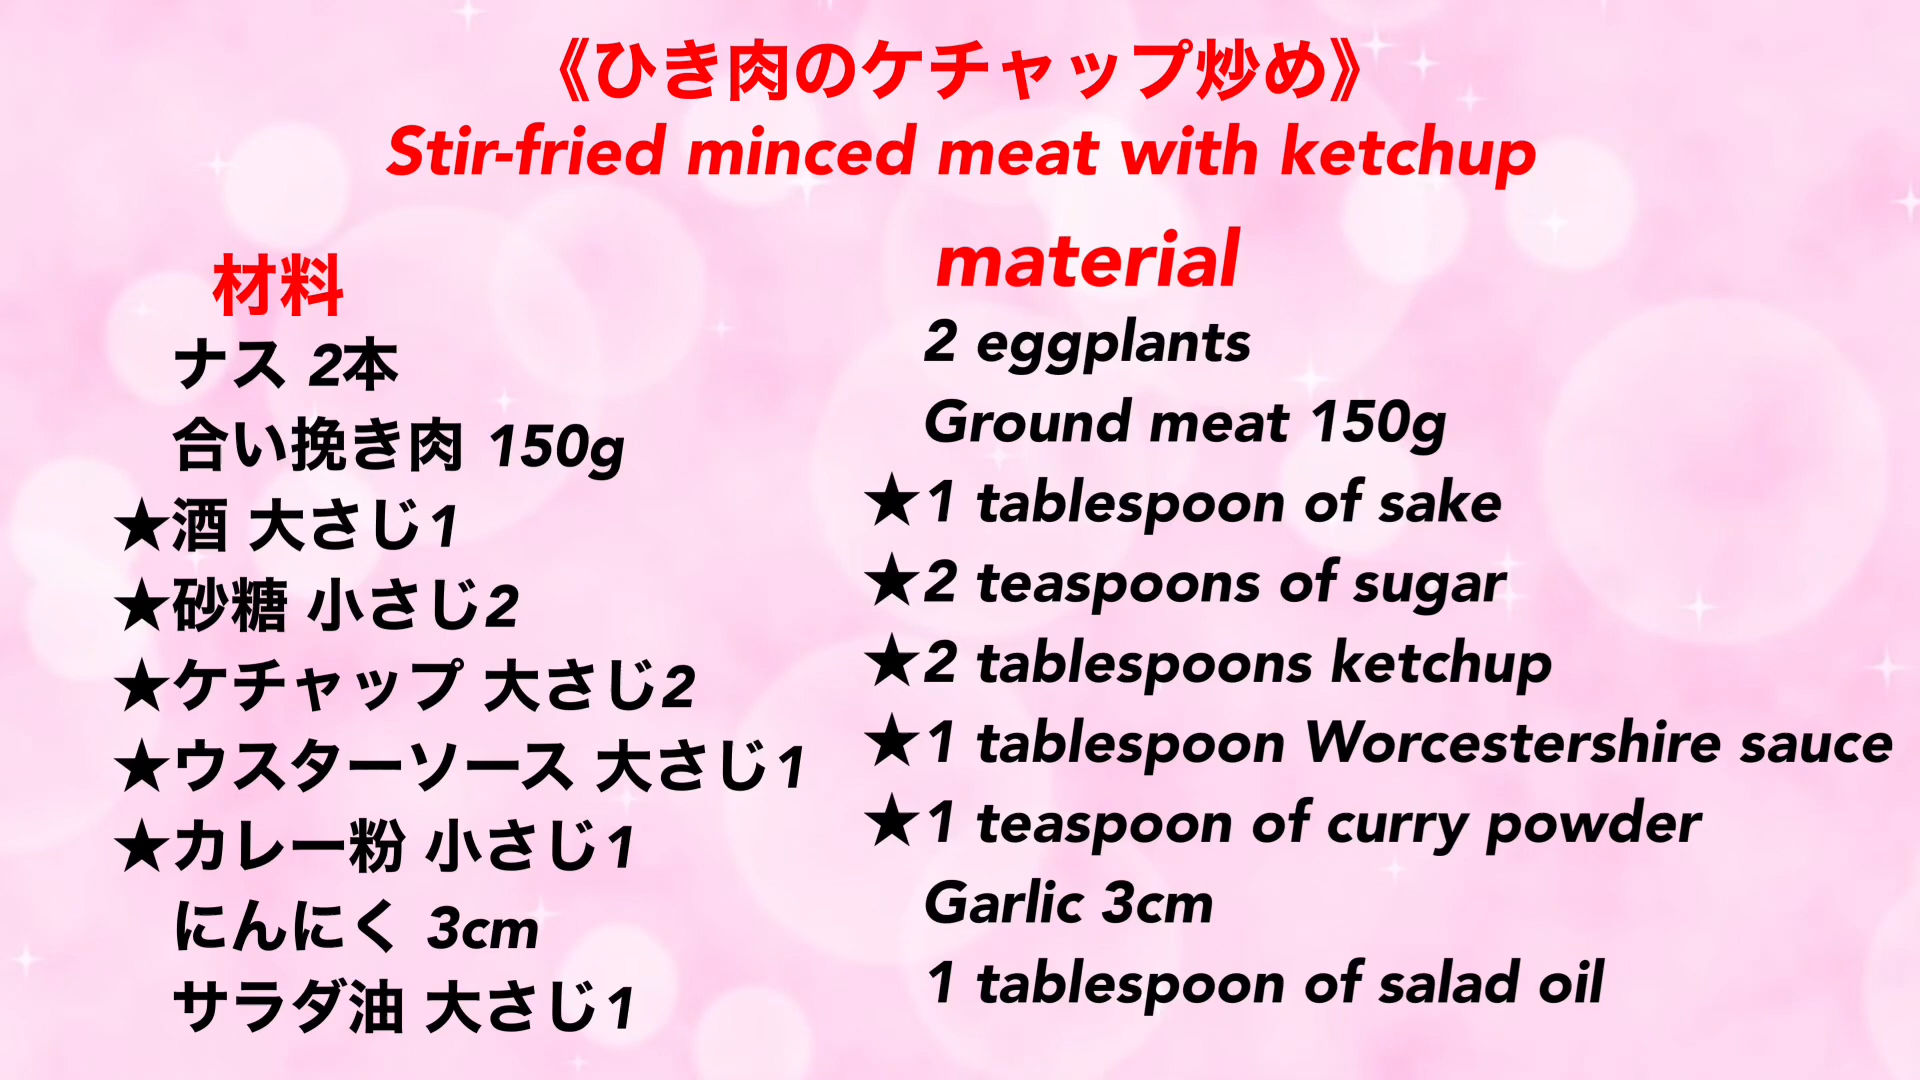 《ひき肉のケチャップ炒め》
Stir-fried minced meat with ketchup
材料
ナス 2本
合い挽き肉 150g
★酒 大さじ1
★砂糖 小さじ2
★ケチャップ 大さじ2
★ウスターソース 大さじ1
★カレー粉 小さじ1
にんにく 3cm
サラダ油 大さじ1
material
2 eggplants
Ground meat 150g
★1 tablespoon of sake
★2 teaspoons of sugar
★2 tablespoons ketchup
★1 tablespoon Worcestershire sauce
★1 teaspoon of curry powder
Garlic 3cm
1 tablespoon of salad oil